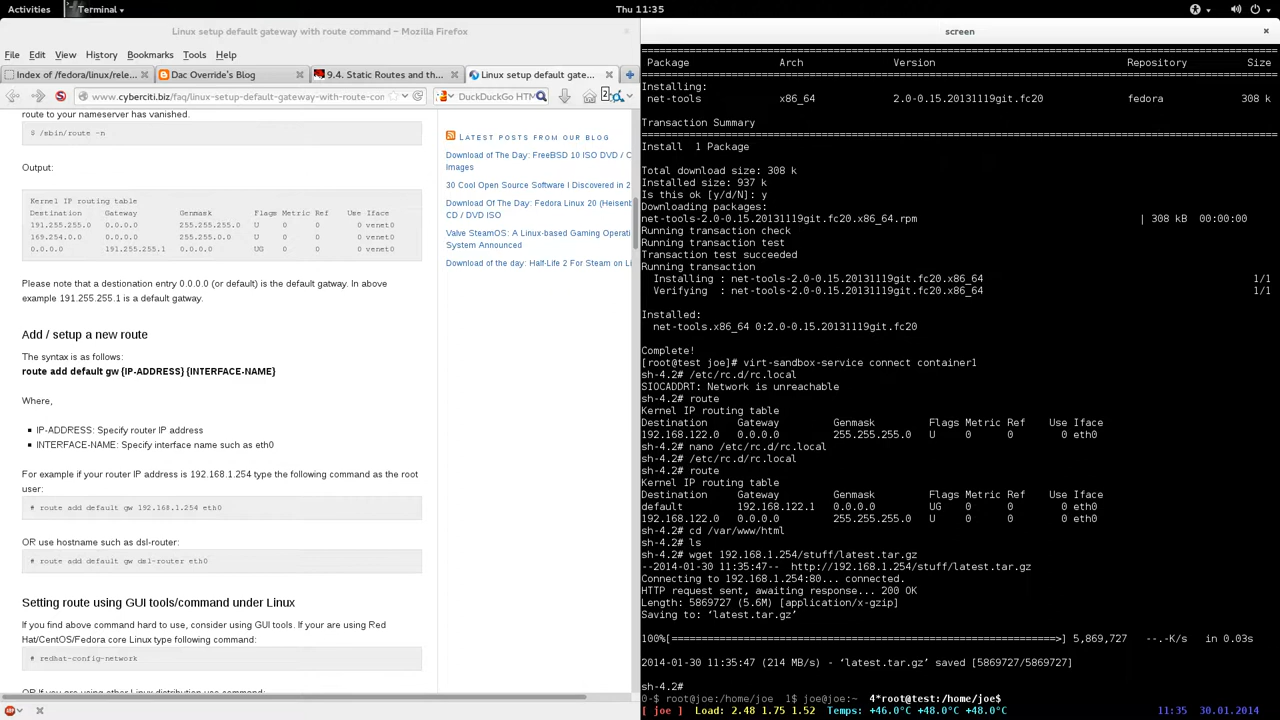 Activities Terminal Thu 11:35
Linux setup default gateway with route command – Mozilla Firefox
File Edit View History Bookmarks Tools Help
Index of /fedora/linux/rele...
Dac Override's Blog
9.4. Static Routes and th...
Linux setup default gate...
www.cyberciti.biz/faq/linux-setup-default-gateway-with-route-con
DuckDuckGo HTM
route to your nameserver has vanished.
$ /sbin/route -n
Output:
Kernel IP routing table
Destination Gateway Genmask Flags Metric Ref Use Iface
191.255.255.0 0.0.0.0 255.255.255.0 U 0 0 0 venet0
169.254.0.0 0.0.0.0 255.255.0.0 U 0 0 0 venet0
0.0.0.0 191.255.255.1 0.0.0.0 UG 0 0 0 venet0
Please note that a destionation entry 0.0.0.0 (or default) is the default gatway. In above
example 191.255.255.1 is a default gatway.
Add / setup a new route
The syntax is as follows:
route add default gw {IP-ADDRESS} {INTERFACE-NAME}
Where,
IP-ADDRESS: Specify router IP address
INTERFACE-NAME: Specify interface name such as eth0
For example if your router IP address is 192.168.1.254 type the following command as the root
user:
# route add default gw 192.168.1.254 eth0
OR use hostname such as dsl-router:
# route add default gw dsl-router eth0
Setting route using GUI tools/command under Linux
If you find above command hard to use, consider using GUI tools. If your are using Red
Hat/CentOS/Fedora core Linux type following command:
# redhat-config-network
LATEST POSTS FROM OUR BLOG
Download of The Day: FreeBSD 10 ISO DVD / C
Images
30 Cool Open Source Software I Discovered in 2
Download Of The Day: Fedora Linux 20 (Heisent
CD / DVD ISO
Valve SteamOS: A Linux-based Gaming Operati
System Announced
Download of the day: Half-Life 2 For Steam on Li
screen
Package Arch Version Repository Size
Installing:
net-tools x86_64 2.0-0.15.20131119git.fc20 fedora 308 k
Transaction Summary
Install 1 Package
Total download size: 308 k
Installed size: 937 k
Is this ok [y/d/N]: y
Downloading packages:
net-tools-2.0-0.15.20131119git.fc20.x86_64.rpm | 308 kB 00:00:00
Running transaction check
Running transaction test
Transaction test succeeded
Running transaction
Installing : net-tools-2.0-0.15.20131119git.fc20.x86_64 1/1
Verifying : net-tools-2.0-0.15.20131119git.fc20.x86_64 1/1
Installed:
net-tools.x86_64 0:2.0-0.15.20131119git.fc20
Complete!
[root@test joe]# virt-sandbox-service connect container1
sh-4.2# /etc/rc.d/rc.local
SIOCADDRT: Network is unreachable
sh-4.2# route
Kernel IP routing table
Destination Gateway Genmask Flags Metric Ref Use Iface
192.168.122.0 0.0.0.0 255.255.255.0 U 0 0 0 eth0
sh-4.2# nano /etc/rc.d/rc.local
sh-4.2# /etc/rc.d/rc.local
sh-4.2# route
Kernel IP routing table
Destination Gateway Genmask Flags Metric Ref Use Iface
default 192.168.122.1 0.0.0.0 UG 0 0 0 eth0
192.168.122.0 0.0.0.0 255.255.255.0 U 0 0 0 eth0
sh-4.2# cd /var/www/html
sh-4.2# ls
sh-4.2# wget 192.168.1.254/stuff/latest.tar.gz
--2014-01-30 11:35:47-- http://192.168.1.254/stuff/latest.tar.gz
Connecting to 192.168.1.254:80... connected.
HTTP request sent, awaiting response... 200 OK
Length: 5869727 (5.6M) [application/x-gzip]
Saving to: ‘latest.tar.gz’
100%[======================================================>] 5,869,727 --.-K/s in 0.03s
2014-01-30 11:35:47 (214 MB/s) - ‘latest.tar.gz’ saved [5869727/5869727]
sh-4.2#
0-$ root@joe:/home/joe 1$ joe@joe:~ 4*root@test:/home/joe$
[ joe ] Load: 2.48 1.75 1.52 Temps: +46.0°C +48.0°C +48.0°C 11:35 30.01.2014